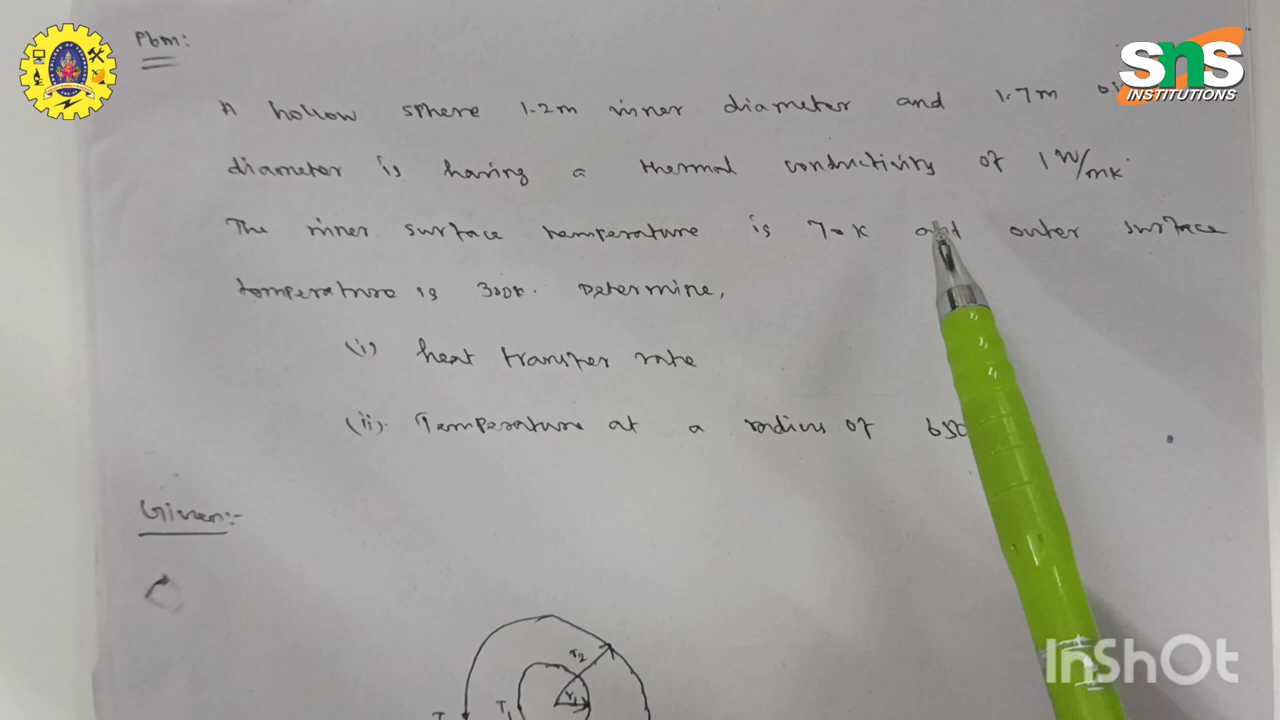 Pbm:
SNS
INSTITUTIONS
A hollow sphere 1.2m inner diameter and 1.7m
diameter is having a thermal conductivity of 1 W/mk.
The inner surface temperature is 70K and outer surface
temperature is 300K. Determine,
(i) heat transfer rate
(ii). Temperature at a radius of 650
Given:-
r2
r1
T1
InShOt